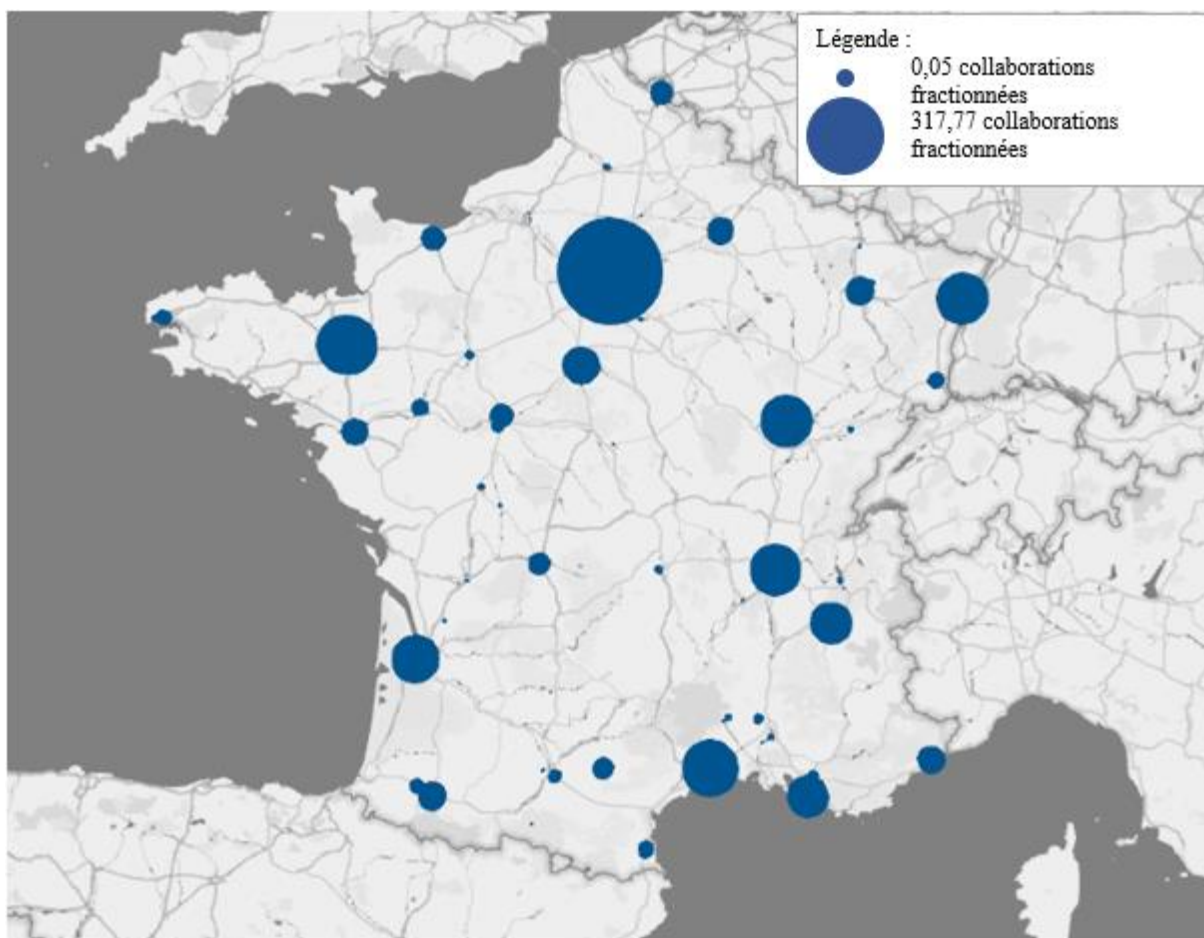 Légende :
0,05 collaborations
fractionnées
317,77 collaborations
fractionnées